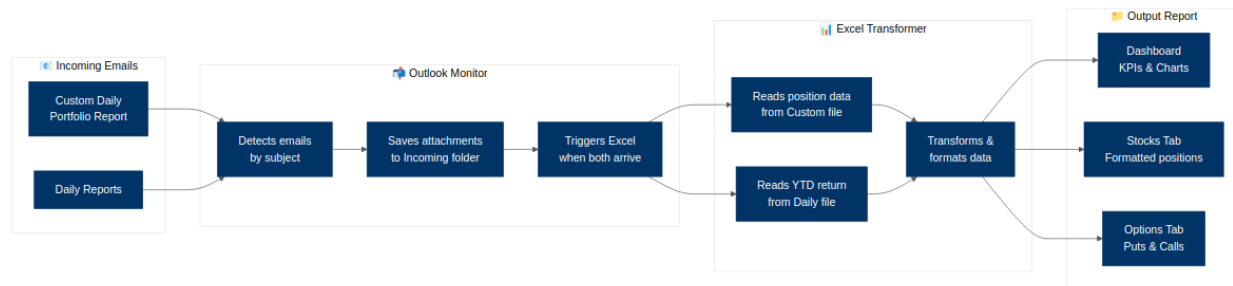 📧 Incoming Emails
Custom Daily
Portfolio Report
Daily Reports
📬 Outlook Monitor
Detects emails
by subject
Saves attachments
to Incoming folder
Triggers Excel
when both arrive
📊 Excel Transformer
Reads position data
from Custom file
Reads YTD return
from Daily file
Transforms &
formats data
📁 Output Report
Dashboard
KPIs & Charts
Stocks Tab
Formatted positions
Options Tab
Puts & Calls